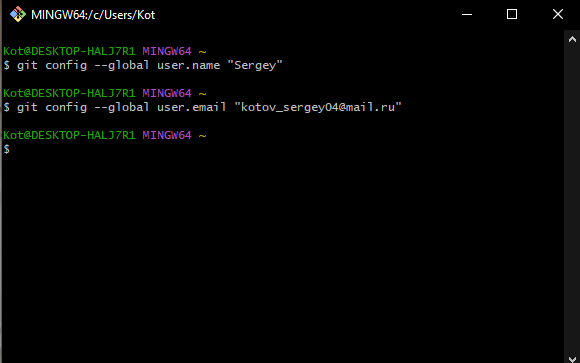 MINGW64:/c/Users/Kot
Kot@DESKTOP-HALJ7R1 MINGW64 ~
$ git config --global user.name "Sergey"
Kot@DESKTOP-HALJ7R1 MINGW64 ~
$ git config --global user.email "kotov_sergey04@mail.ru"
Kot@DESKTOP-HALJ7R1 MINGW64 ~
$